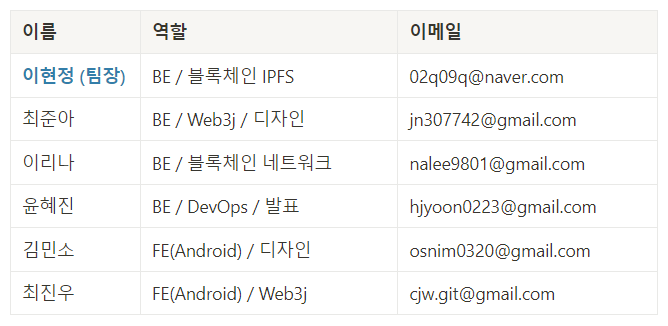 이름 역할 이메일
이현정 (팀장) BE / 블록체인 IPFS 02q09q@naver.com
최준아 BE / Web3j / 디자인 jn307742@gmail.com
이리나 BE / 블록체인 네트워크 nalee9801@gmail.com
윤혜진 BE / DevOps / 발표 hjyoon0223@gmail.com
김민소 FE(Android) / 디자인 osnim0320@gmail.com
최진우 FE(Android) / Web3j cjw.git@gmail.com